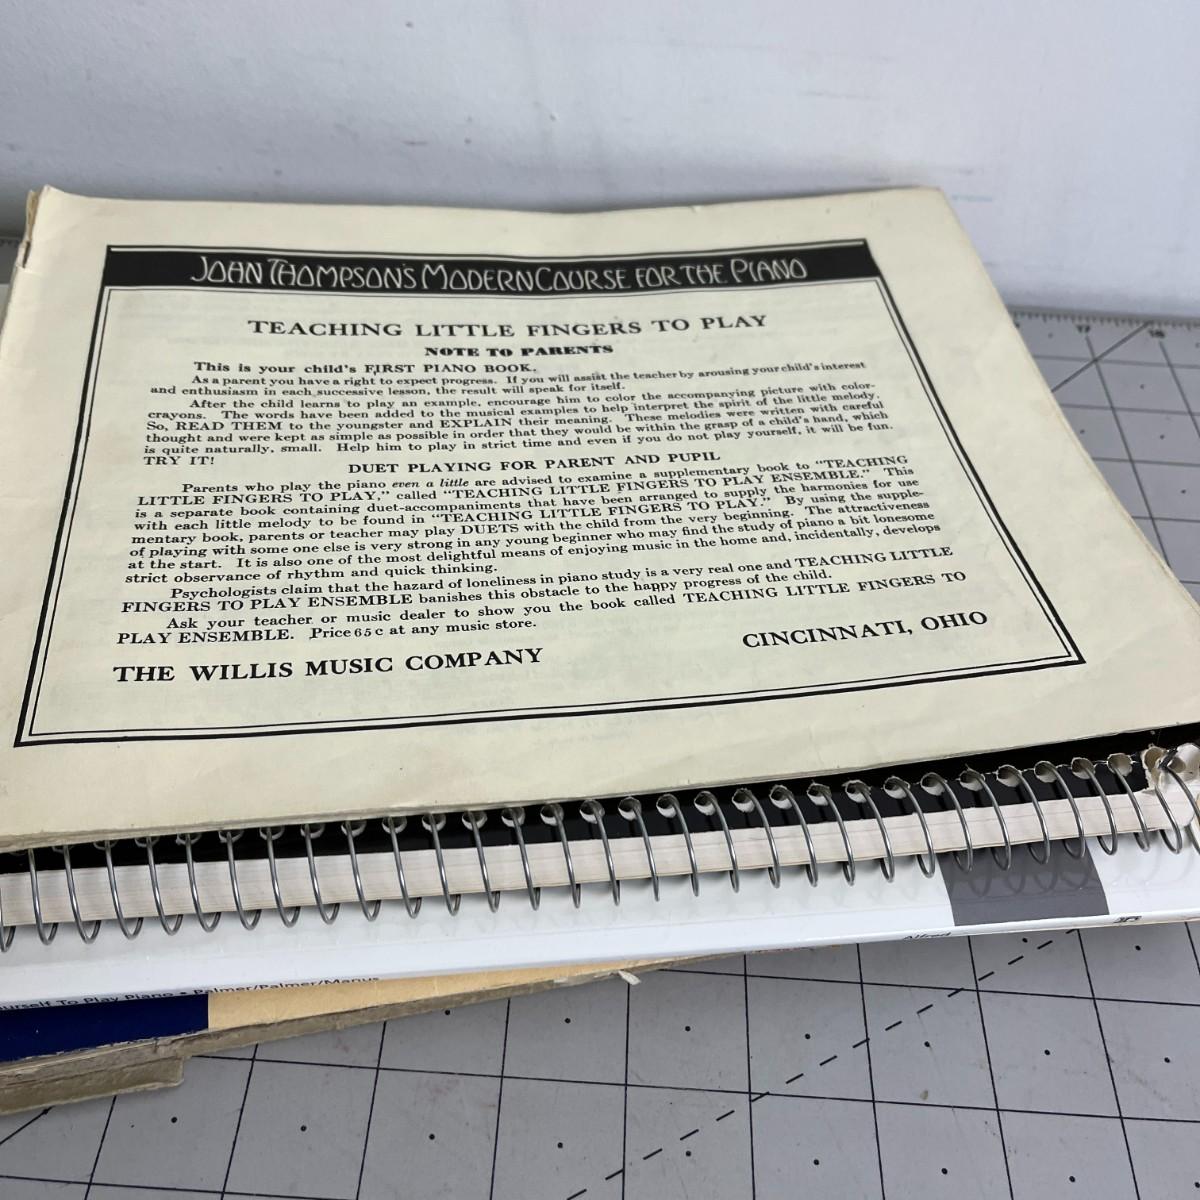 JOHN THOMPSON'S MODERN COURSE FOR THE PIANO
TEACHING LITTLE FINGERS TO PLAY
NOTE TO PARENTS
This is your child's FIRST PIANO BOOK.
As a parent you have a right to expect progress. If you will assist the teacher by arousing your child's interest
and enthusiasm in each successive lesson, the result will speak for itself.
After the child learns to play an example, encourage him to color the accompanying picture with color-
crayons. The words have been added to the musical examples to help interpret the spirit of the little melody.
So, READ THEM to the youngster and EXPLAIN their meaning. These melodies were written with careful
thought and were kept as simple as possible in order that they would be within the grasp of a child's hand, which
is quite naturally, small. Help him to play in strict time and even if you do not play yourself, it will be fun.
TRY IT!
DUET PLAYING FOR PARENT AND PUPIL
Parents who play the piano even a little are advised to examine a supplementary book to "TEACHING
LITTLE FINGERS TO PLAY," called "TEACHING LITTLE FINGERS TO PLAY ENSEMBLE." This
is a separate book containing duet-accompaniments that have been arranged to supply the harmonies for use
with each little melody to be found in "TEACHING LITTLE FINGERS TO PLAY." By using the supple-
mentary book, parents or teacher may play DUETS with the child from the very beginning. The attractiveness
of playing with some one else is very strong in any young beginner who may find the study of piano a bit lonesome
at the start. It is also one of the most delightful means of enjoying music in the home and, incidentally, develops
strict observance of rhythm and quick thinking.
Psychologists claim that the hazard of loneliness in piano study is a very real one and TEACHING LITTLE
FINGERS TO PLAY ENSEMBLE banishes this obstacle to the happy progress of the child.
Ask your teacher or music dealer to show you the book called TEACHING LITTLE FINGERS TO
PLAY ENSEMBLE. Price 65c at any music store.
THE WILLIS MUSIC COMPANY CINCINNATI, OHIO
To Play Piano • Palmer/Palmer/Manus